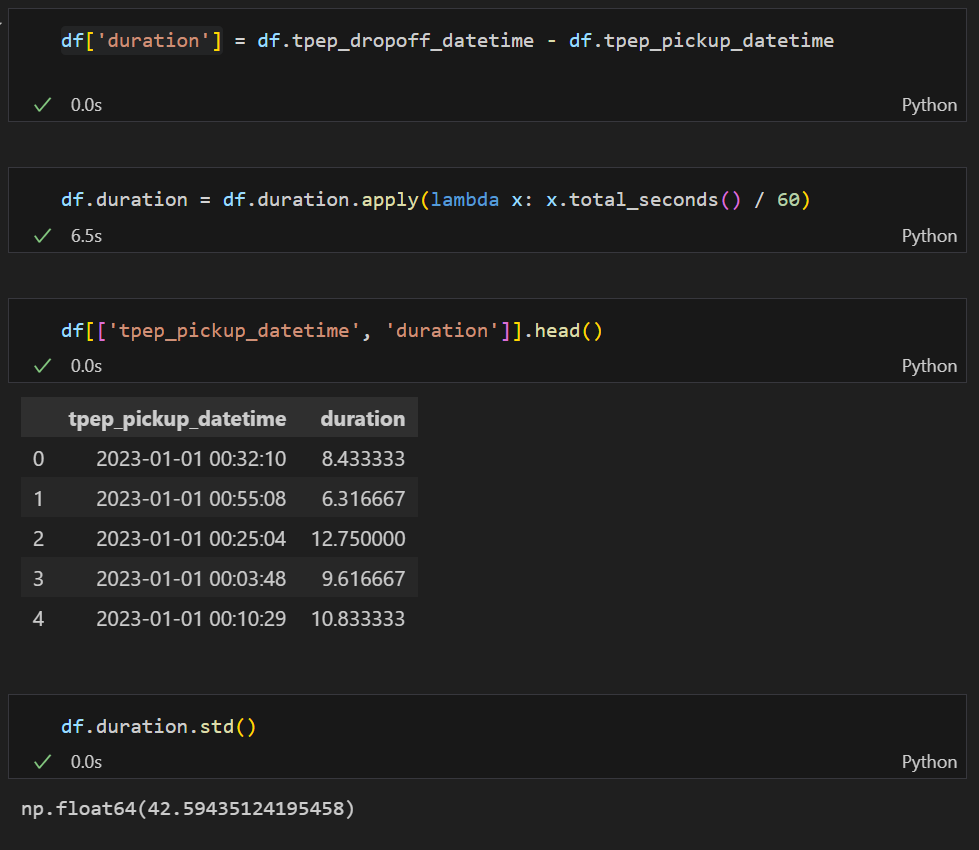 df['duration'] = df.tpep_dropoff_datetime - df.tpep_pickup_datetime
0.0s Python
df.duration = df.duration.apply(lambda x: x.total_seconds() / 60)
6.5s Python
df[['tpep_pickup_datetime', 'duration']].head()
0.0s Python
tpep_pickup_datetime duration
0 2023-01-01 00:32:10 8.433333
1 2023-01-01 00:55:08 6.316667
2 2023-01-01 00:25:04 12.750000
3 2023-01-01 00:03:48 9.616667
4 2023-01-01 00:10:29 10.833333
df.duration.std()
0.0s Python
np.float64(42.59435124195458)